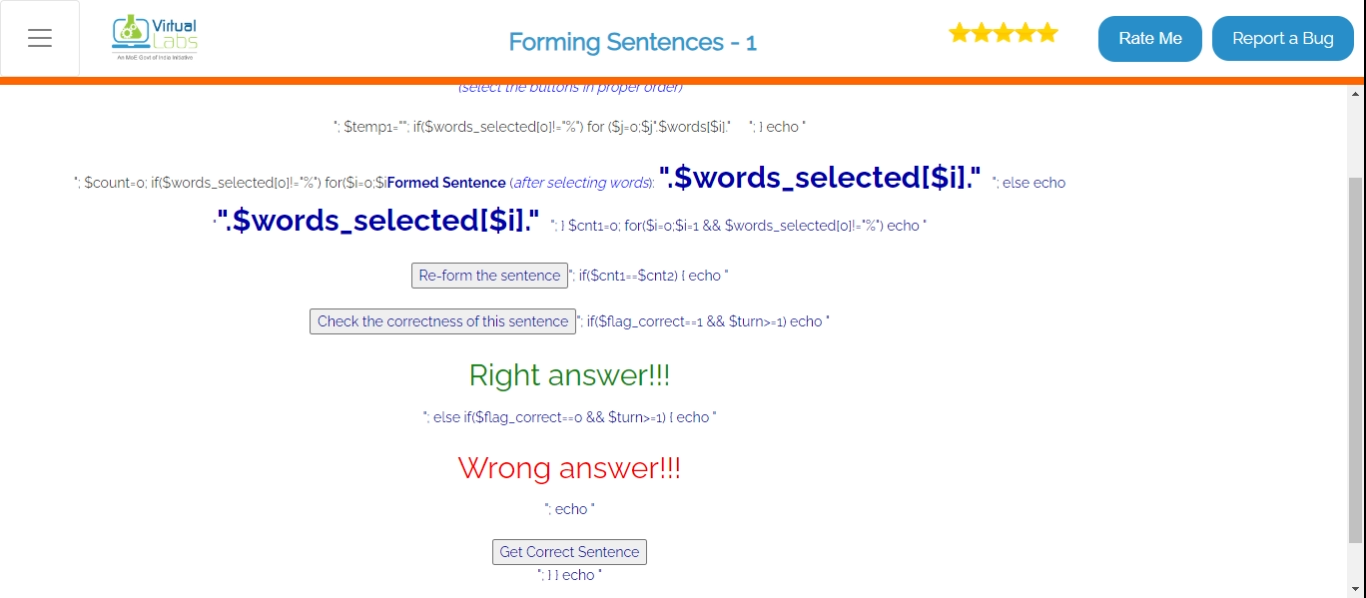 Virtual
Labs
An MoE Govt of India Initiative
Forming Sentences - 1
Rate Me
Report a Bug
(select the buttons in proper order)
"; $temp1=""; if($words_selected[0]!="%") for ($j=0;$j".$words[$i]." "; } echo "
"; $count=0; if($words_selected[0]!="%") for($i=0;$iFormed Sentence (after selecting words): ".$words_selected[$i]." "; else echo
".$words_selected[$i]." "; } $cnt1=0; for($i=0;$i=1 && $words_selected[0]!="%") echo "
Re-form the sentence"; if($cnt1==$cnt2) { echo "
Check the correctness of this sentence"; if($flag_correct==1 && $turn>=1) echo "
Right answer!!!
"; else if($flag_correct==0 && $turn>=1) { echo "
Wrong answer!!!
"; echo "
Get Correct Sentence
"; } } echo "